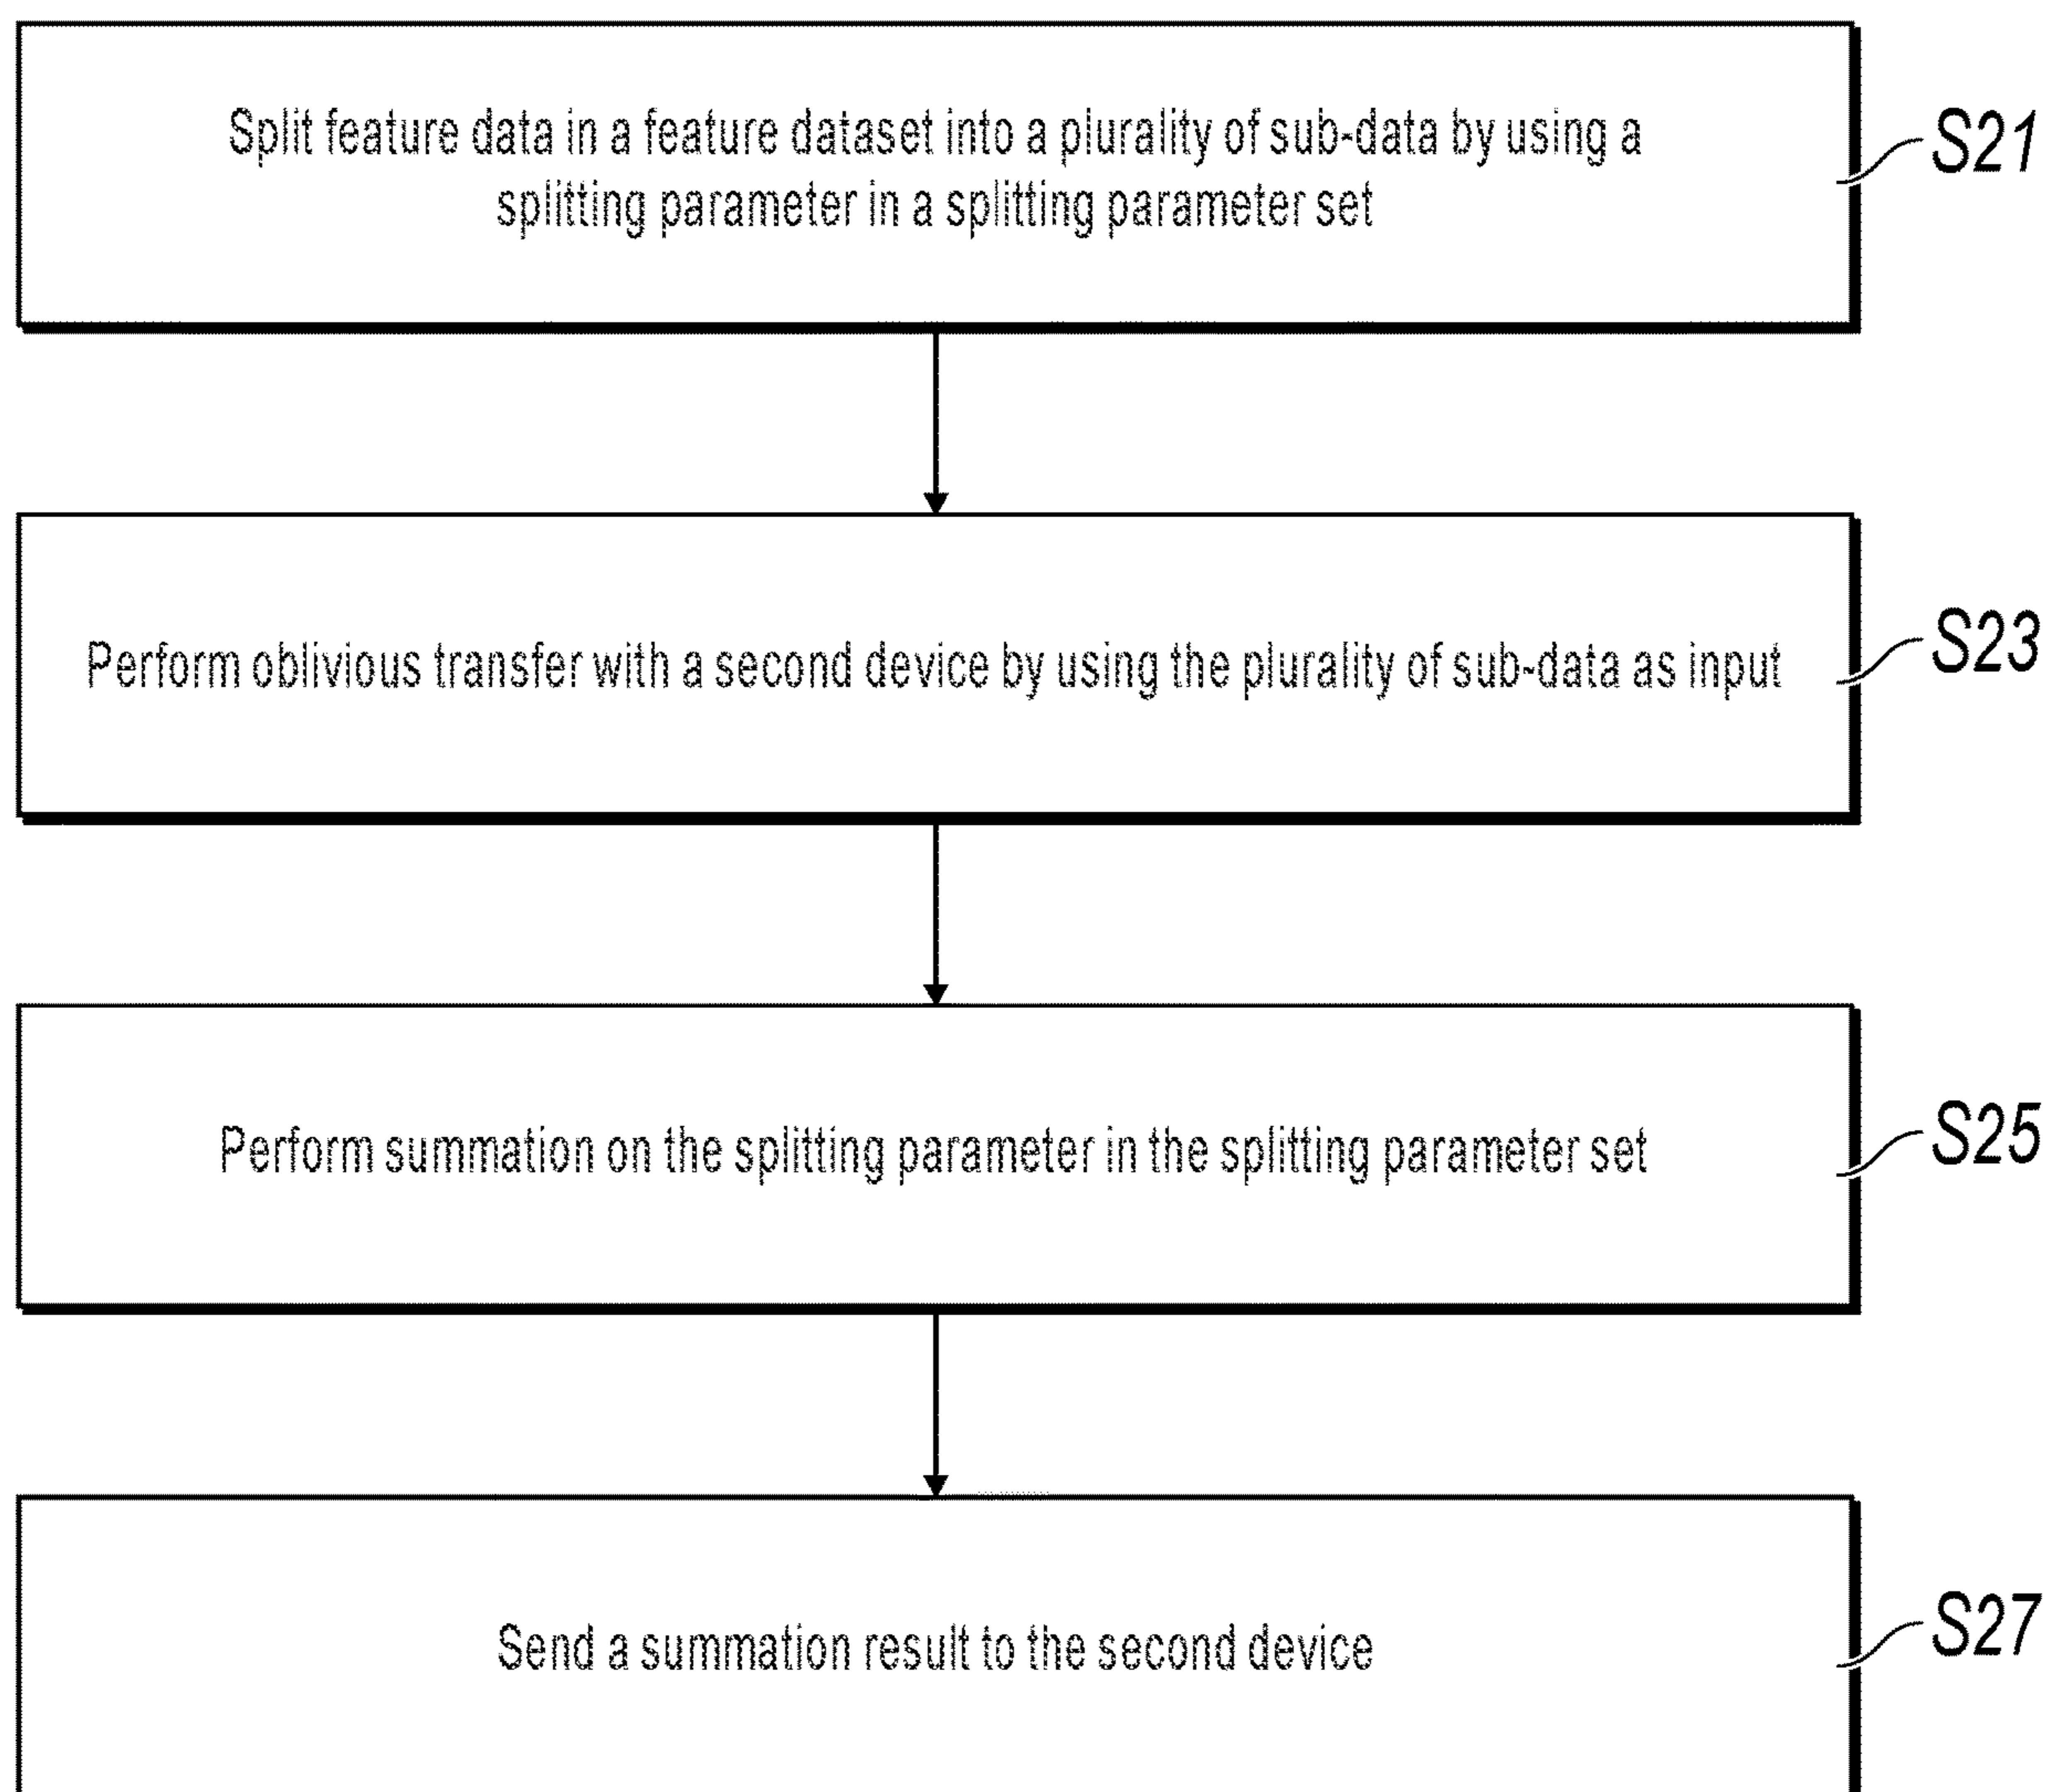 Split feature data in a feature dataset into a plurality of sub-data by using a
splitting parameter in a splitting parameter set
S21
Perform oblivious transfer with a second device by using the plurality of sub-data as input
S23
Perform summation on the splitting parameter in the splitting parameter set
S25
Send a summation result to the second device
S27